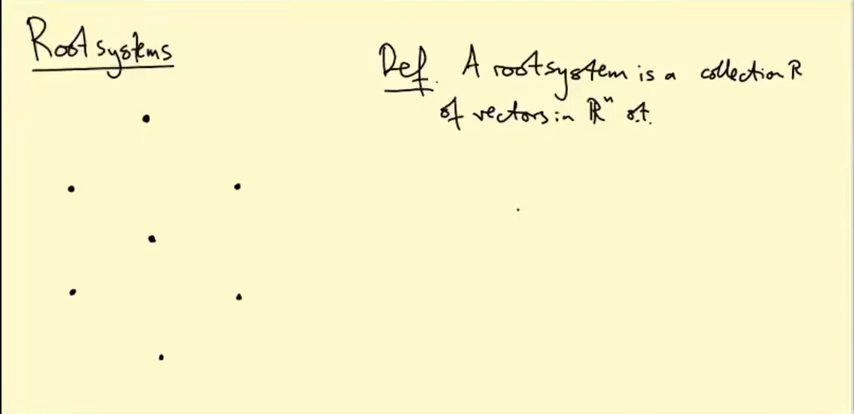 Root systems
Def. A root system is a collection R
of vectors in ℝⁿ s.t.